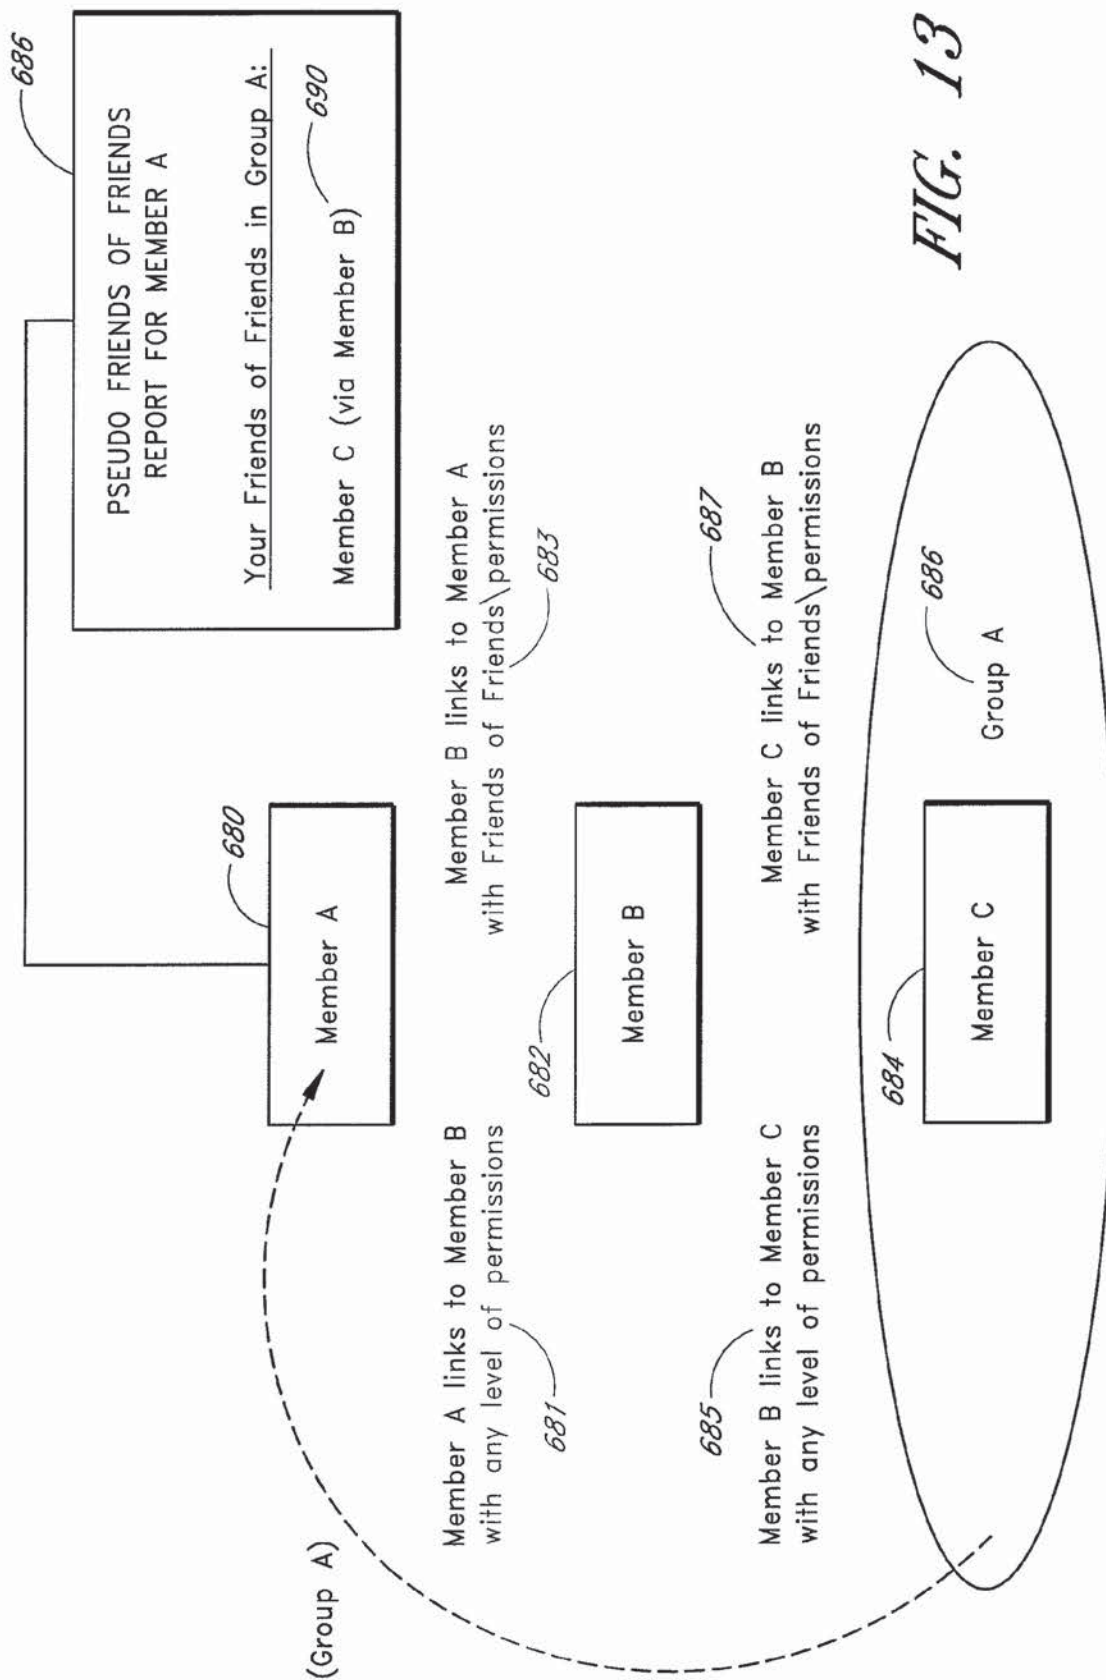 686
PSEUDO FRIENDS OF FRIENDS
REPORT FOR MEMBER A
Your Friends of Friends in Group A:
Member C (via Member B)
690
(Group A)
680
Member A
Member A links to Member B
with any level of permissions
681
Member B links to Member A
with Friends of Friends\permissions
683
682
Member B
685
Member B links to Member C
with any level of permissions
687
Member C links to Member B
with Friends of Friends\permissions
684
Member C
686
Group A
FIG. 13